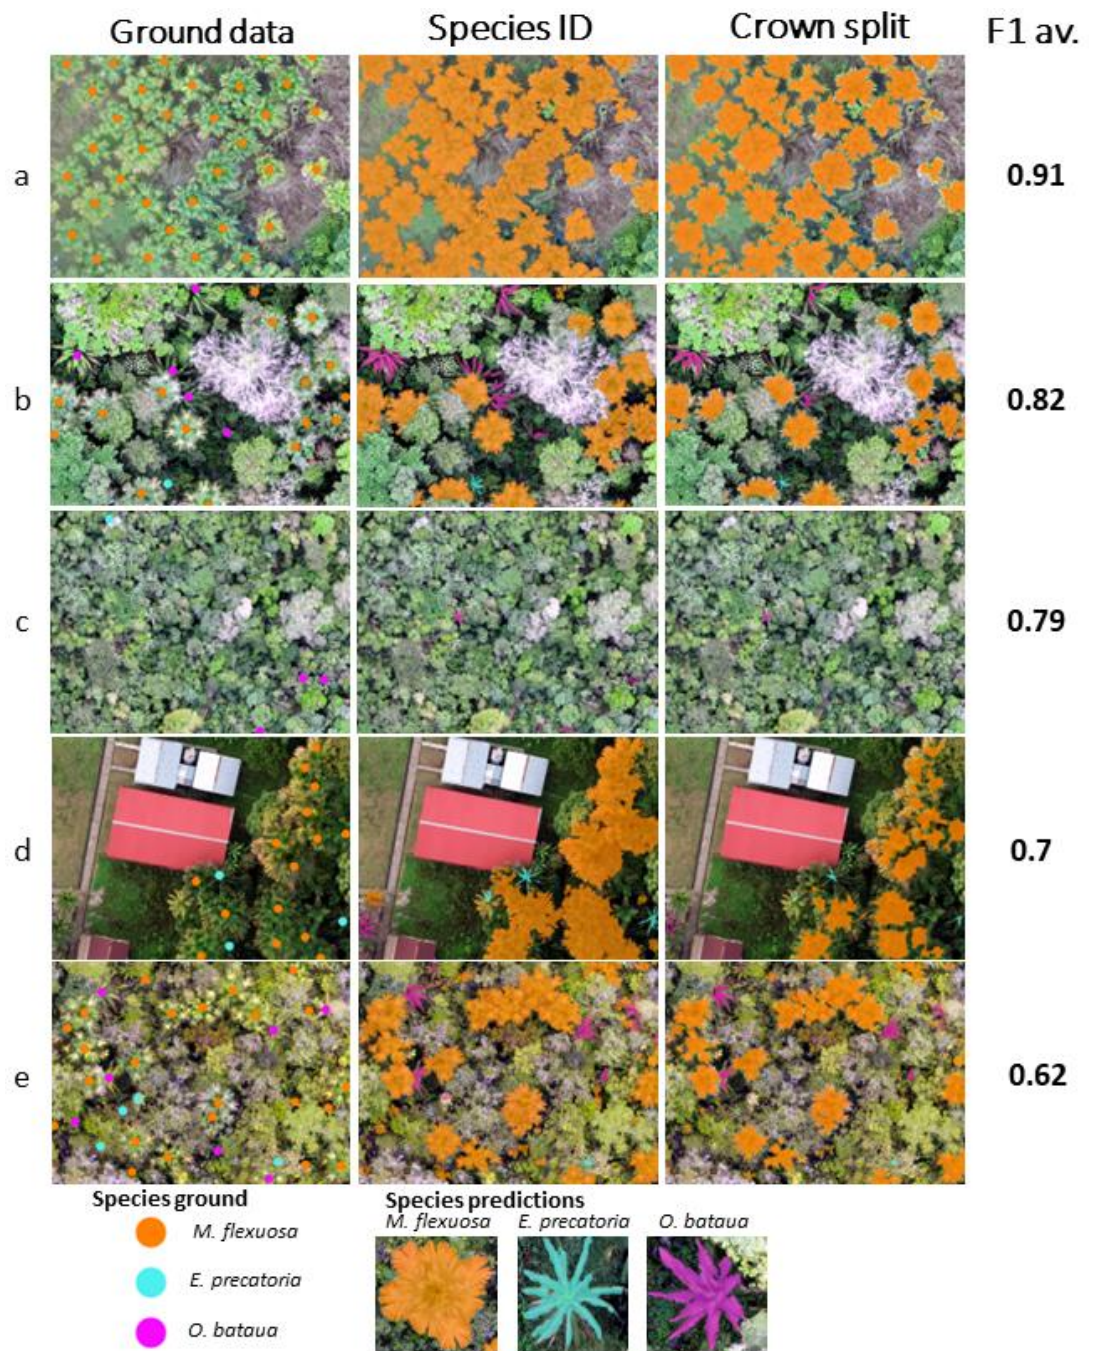 Ground data Species ID Crown split F1 av.
a 0.91
b 0.82
c 0.79
d 0.7
e 0.62
Species ground
M. flexuosa
E. precatoria
O. bataua
Species predictions
M. flexuosa E. precatoria O. bataua